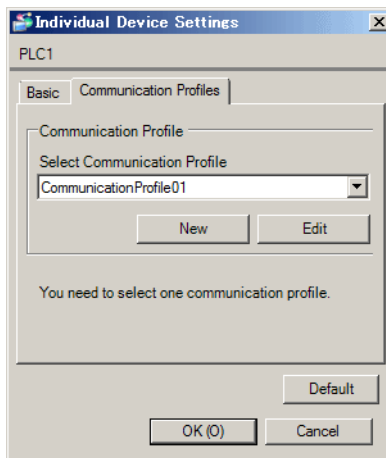 Individual Device Settings
PLC1
Basic
Communication Profiles
Communication Profile
Select Communication Profile
CommunicationProfile01
New
Edit
You need to select one communication profile.
Default
OK (O)
Cancel